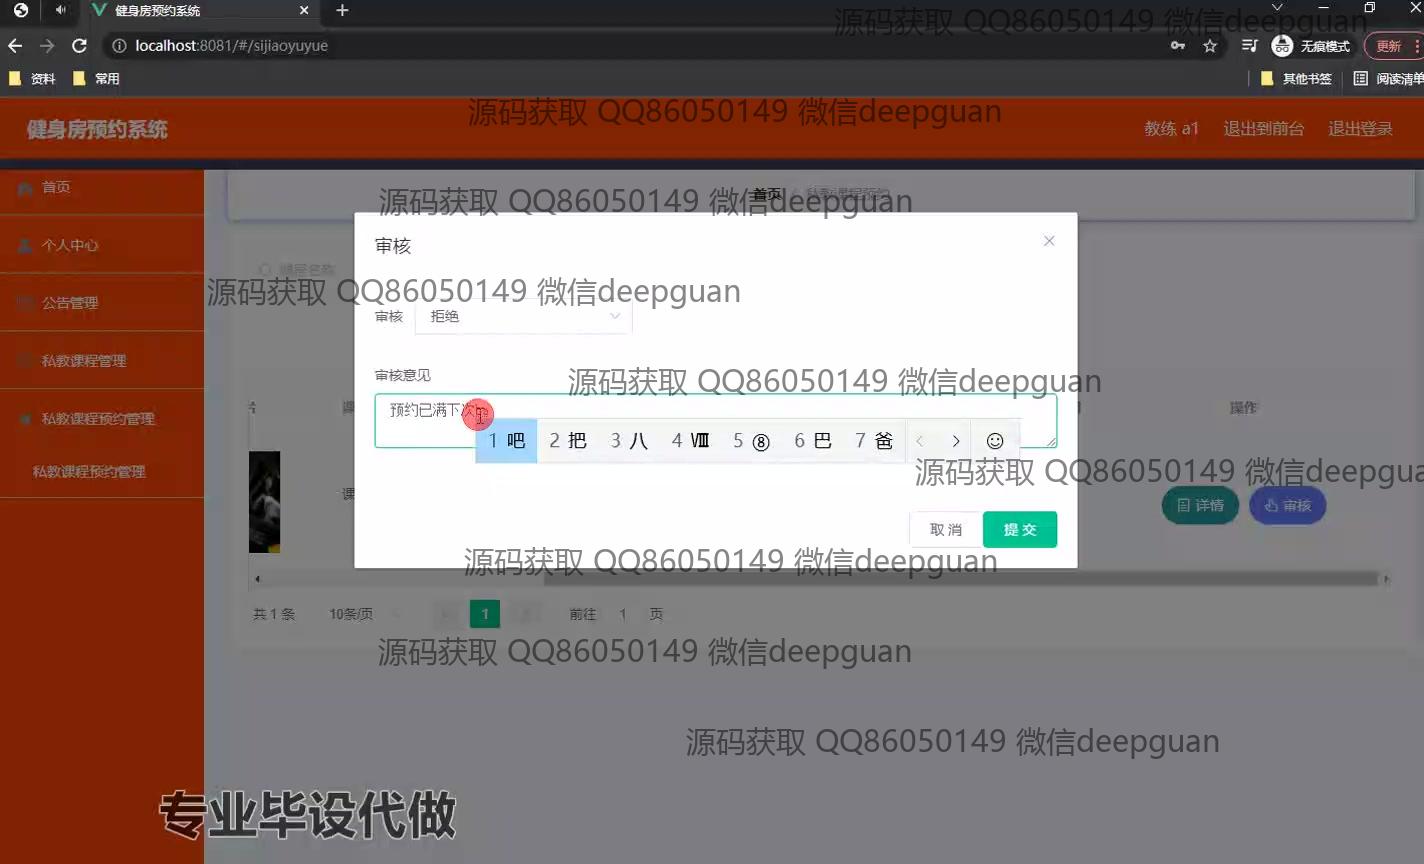 健身房预约系统
localhost:8081/#/sijiaoyuyue
无痕模式
更新
资料
常用
其他书签
阅读清单
源码获取 QQ86050149 微信deepguan
源码获取 QQ86050149 微信deepguan
健身房预约系统
教练 a1
退出到前台
退出登录
首页
首页
私教课程预约
源码获取 QQ86050149 微信deepguan
审核
个人中心
源码获取 QQ86050149 微信deepguan
公告管理
审核
拒绝
私教课程管理
审核意见
源码获取 QQ86050149 微信deepguan
预约已满下次
操作
私教课程预约管理
1 吧 2 把 3 八 4 Ⅷ 5 ⑧ 6 巴 7 爸
私教课程预约管理
源码获取 QQ86050149 微信deepgua
课
详情
审核
取消
提交
源码获取 QQ86050149 微信deepguan
共 1 条
10条/页
1
前往
1
页
源码获取 QQ86050149 微信deepguan
源码获取 QQ86050149 微信deepguan
专业毕设代做